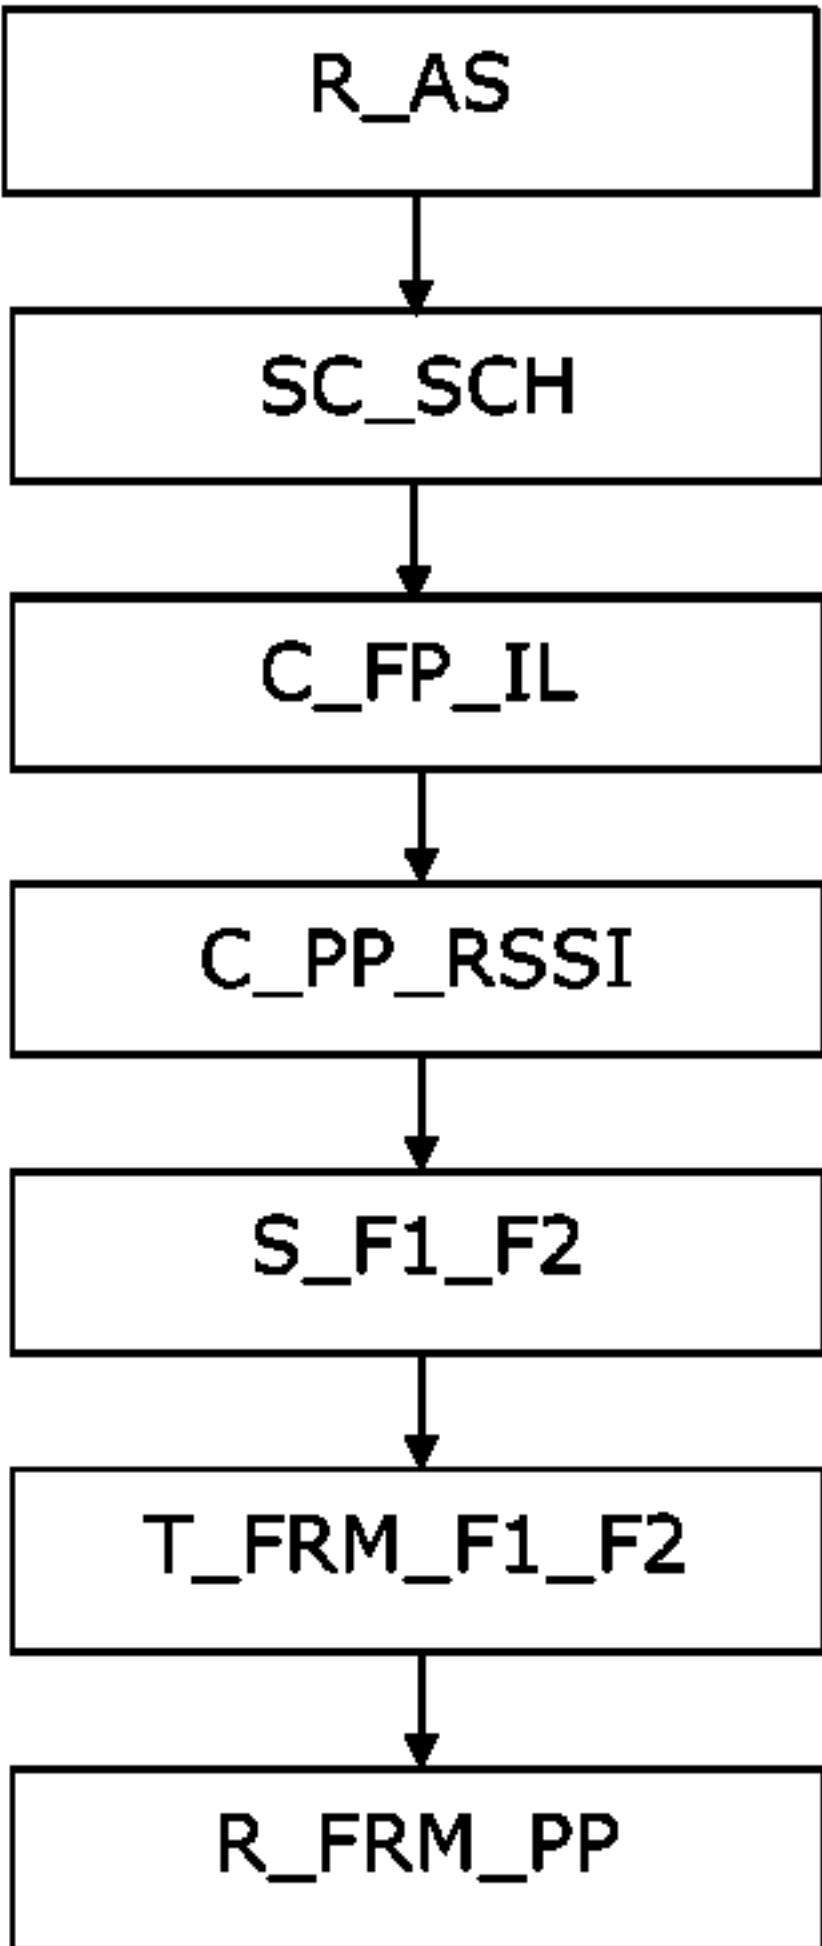 R_AS
SC_SCH
C_FP_IL
C_PP_RSSI
S_F1_F2
T_FRM_F1_F2
R_FRM_PP